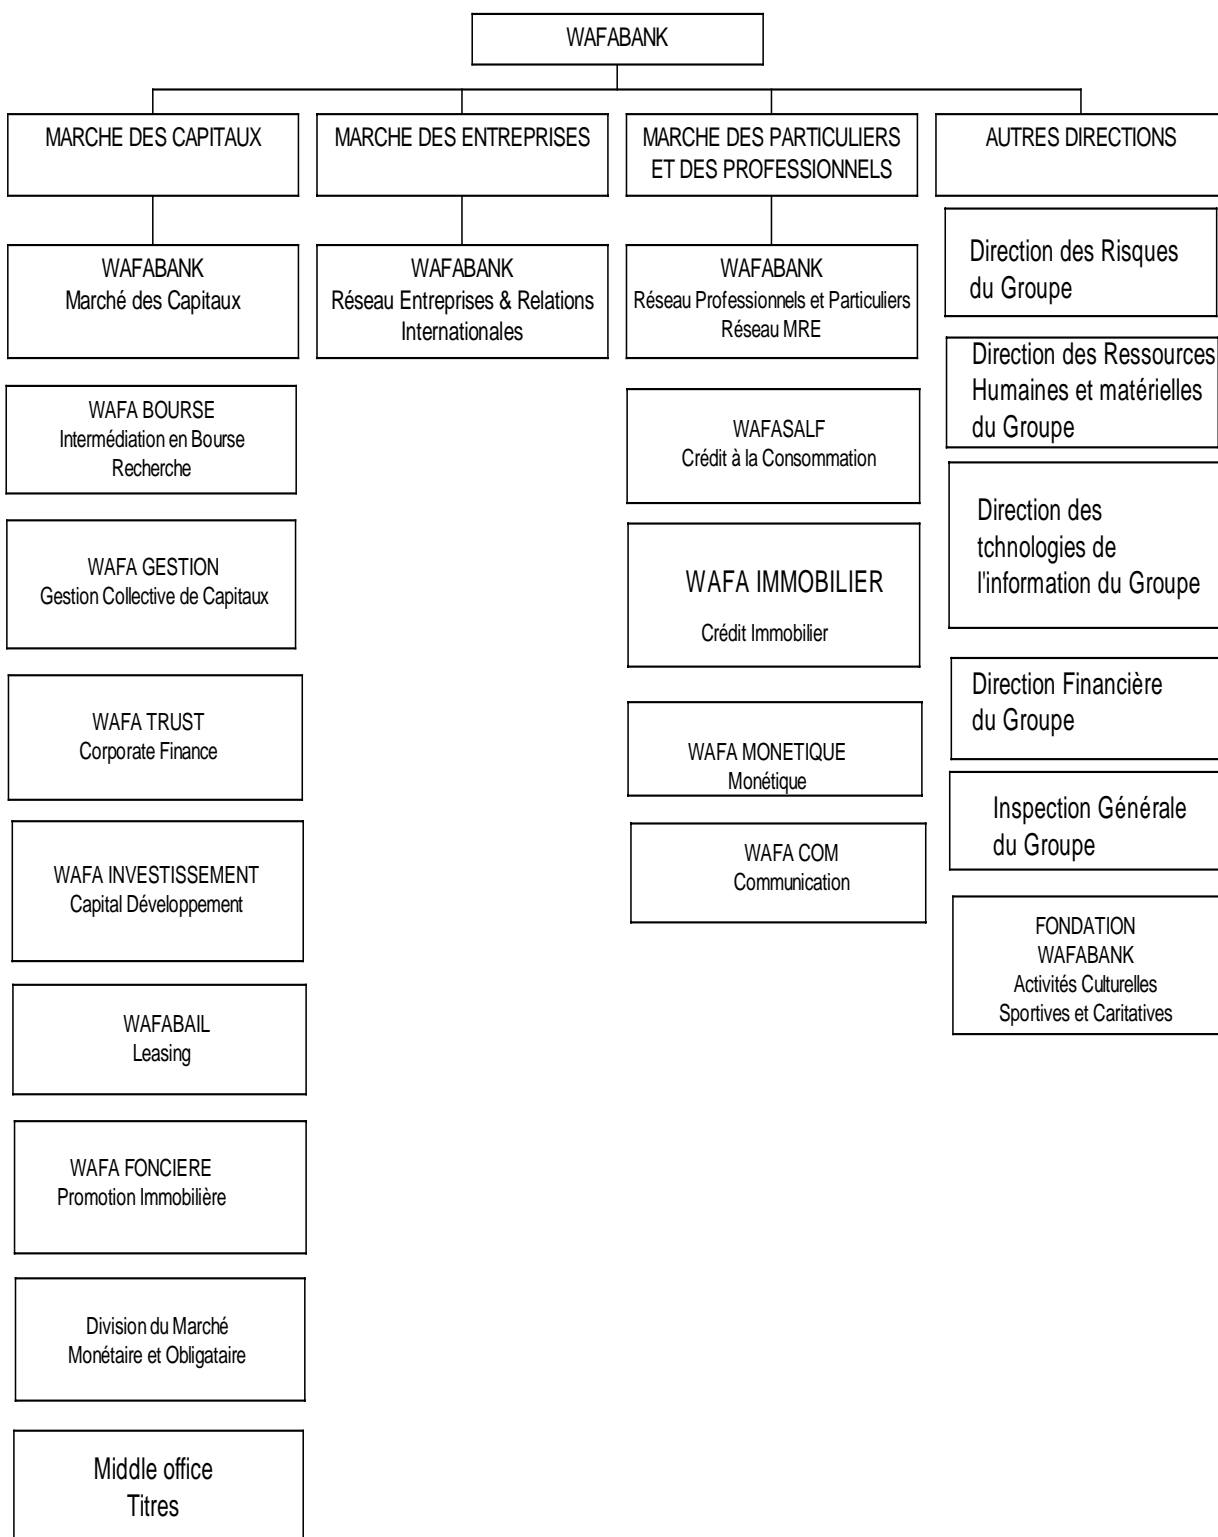 WAFABANK
MARCHE DES CAPITAUX
MARCHE DES ENTREPRISES
MARCHE DES PARTICULIERS
ET DES PROFESSIONNELS
AUTRES DIRECTIONS
WAFABANK
Marché des Capitaux
WAFABANK
Réseau Entreprises & Relations
Internationales
WAFABANK
Réseau Professionnels et Particuliers
Réseau MRE
Direction des Risques
du Groupe
Direction des Ressources
Humaines et matérielles
du Groupe
WAFA BOURSE
Intermédiation en Bourse
Recherche
WAFASALF
Crédit à la Consommation
Direction des
tchnologies de
l'information du Groupe
WAFA GESTION
Gestion Collective de Capitaux
WAFA IMMOBILIER
Crédit Immobilier
Direction Financière
du Groupe
WAFA TRUST
Corporate Finance
WAFA MONETIQUE
Monétique
Inspection Générale
du Groupe
WAFA INVESTISSEMENT
Capital Développement
WAFA COM
Communication
FONDATION
WAFABANK
Activités Culturelles
Sportives et Caritatives
WAFABAIL
Leasing
WAFA FONCIERE
Promotion Immobilière
Division du Marché
Monétaire et Obligataire
Middle office
Titres